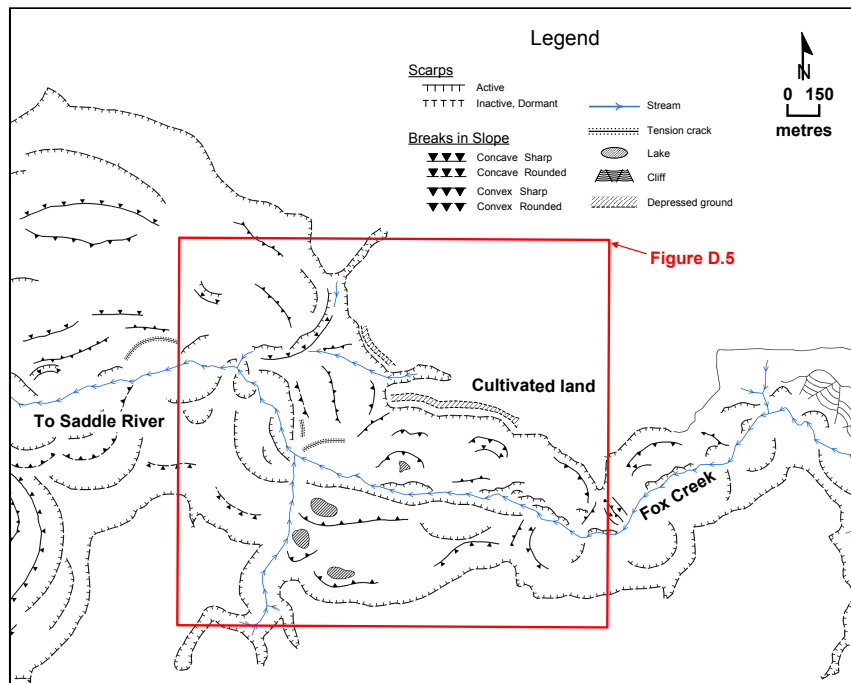 Legend
Scarps
Active
Inactive, Dormant
Breaks in Slope
Concave Sharp
Concave Rounded
Convex Sharp
Convex Rounded
Stream
Tension crack
Lake
Cliff
Depressed ground
N
0 150
metres
Figure D.5
Cultivated land
To Saddle River
Fox Creek